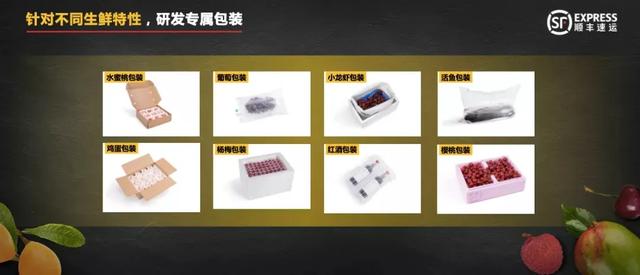 针对不同生鲜特性，研发专属包装
SF EXPRESS
顺丰速运
水蜜桃包装
葡萄包装
小龙虾包装
活鱼包装
鸡蛋包装
杨梅包装
红酒包装
樱桃包装